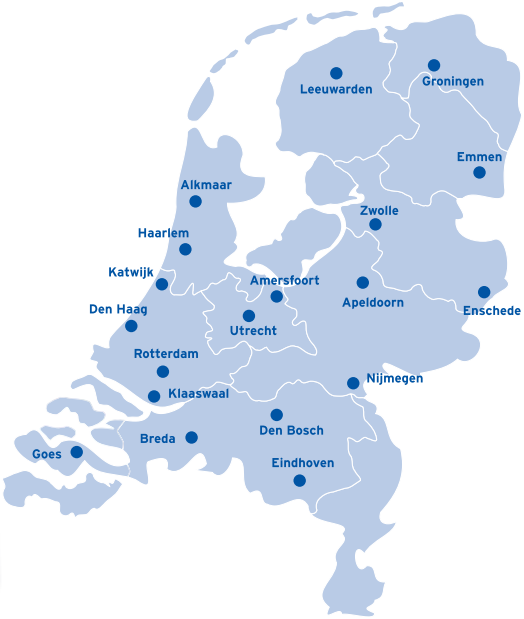 Groningen
Leeuwarden
Emmen
Alkmaar
Zwolle
Haarlem
Katwijk
Amersfoort
Apeldoorn
Den Haag
Enschede
Utrecht
Rotterdam
Nijmegen
Klaaswaal
Den Bosch
Breda
Goes
Eindhoven